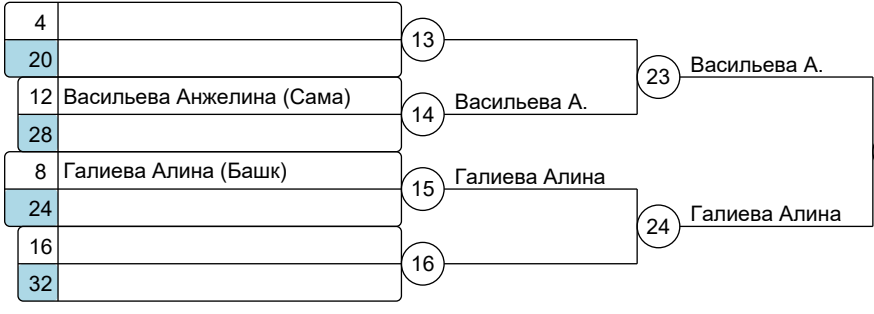 4
13
20
23 Васильева А.
12 Васильева Анжелина (Сама)
14 Васильева А.
28
8 Галиева Алина (Башк)
15 Галиева Алина
24
24 Галиева Алина
16
16
32